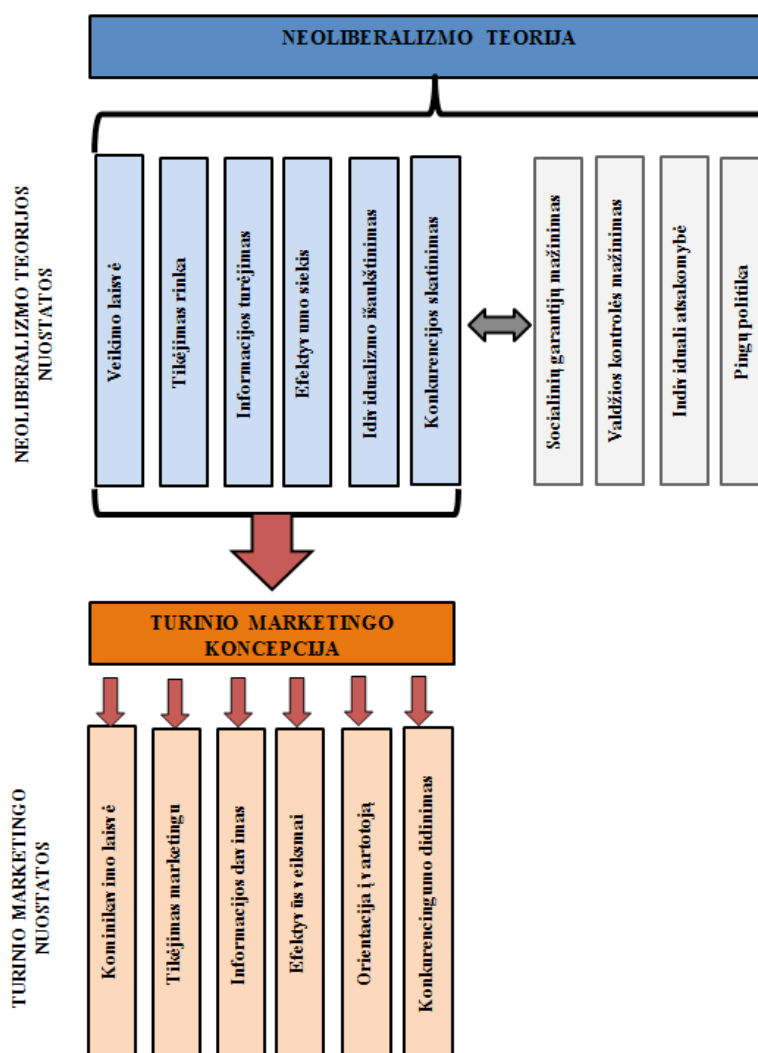 NEOLIBERALIZMO TEORIJA
NEOLIBERALIZMO TEORIJOS
NUOSTATOS
Veikimo laisvė
Tikėjimas rinka
Informacijos turėjimas
Efektyvumo siekis
Idividualizmo išaukštinimas
Konkurencijos skatinimas
Socialinių garantijų mažinimas
Valdžios kontrolės mažinimas
Individuali atsakomybė
Pingų politika
TURINIO MARKETINGO
KONCEPCIJA
TURINIO MARKETINGO
NUOSTATOS
Kominikavimo laisvė
Tikėjimas marketingu
Informacijos davimas
Efektyvūs veiksmai
Orientacija į vartotoją
Konkurencingumo didinimas